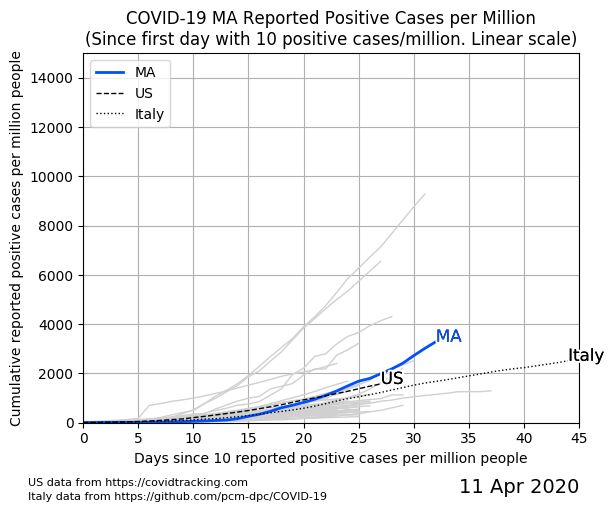 COVID-19 MA Reported Positive Cases per Million
(Since first day with 10 positive cases/million. Linear scale)
Cumulative reported positive cases per million people
14000
12000
10000
8000
6000
4000
2000
0
MA
US
Italy
MA
US
Italy
0 5 10 15 20 25 30 35 40 45
Days since 10 reported positive cases per million people
US data from https://covidtracking.com
Italy data from https://github.com/pcm-dpc/COVID-19
11 Apr 2020